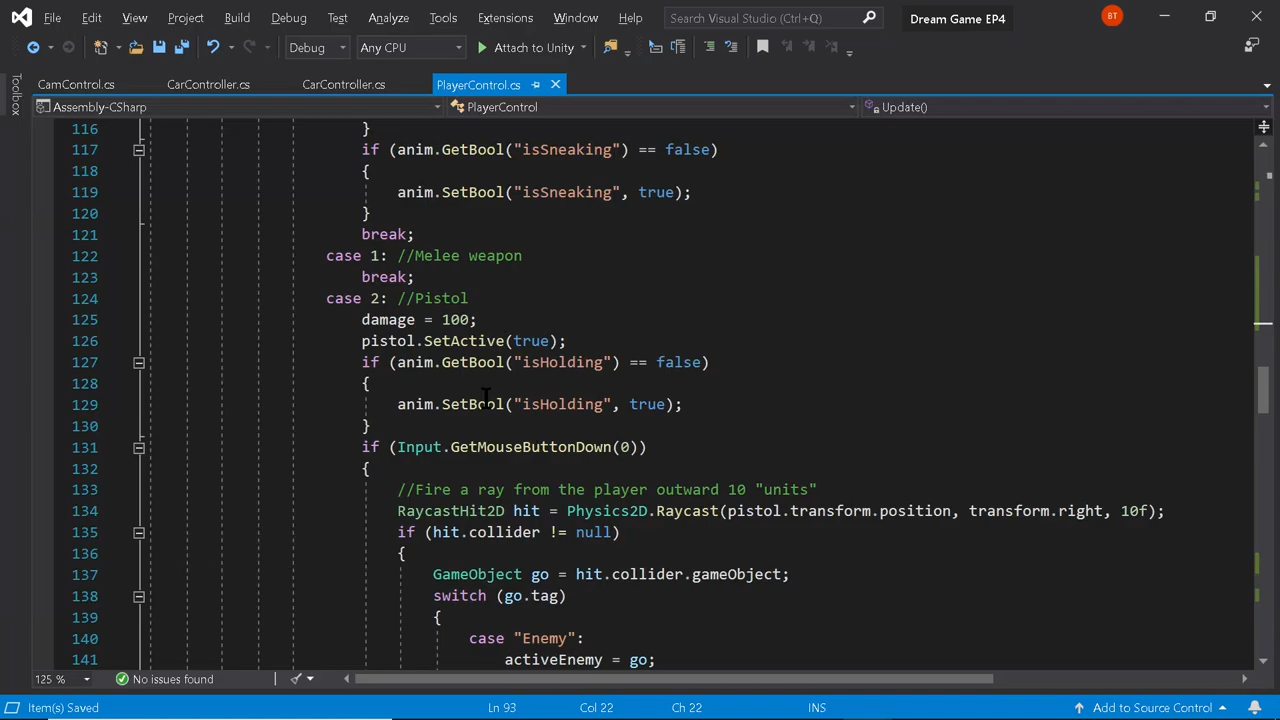 File Edit View Project Build Debug Test Analyze Tools Extensions Window Help Search Visual Studio (Ctrl+Q) Dream Game EP4 BT
Debug Any CPU Attach to Unity
CamControl.cs CarController.cs CarController.cs PlayerControl.cs
Assembly-CSharp PlayerControl Update()
Toolbox
116 }
117 if (anim.GetBool("isSneaking") == false)
118 {
119 anim.SetBool("isSneaking", true);
120 }
121 break;
122 case 1: //Melee weapon
123 break;
124 case 2: //Pistol
125 damage = 100;
126 pistol.SetActive(true);
127 if (anim.GetBool("isHolding") == false)
128 {
129 anim.SetBool("isHolding", true);
130 }
131 if (Input.GetMouseButtonDown(0))
132 {
133 //Fire a ray from the player outward 10 "units"
134 RaycastHit2D hit = Physics2D.Raycast(pistol.transform.position, transform.right, 10f);
135 if (hit.collider != null)
136 {
137 GameObject go = hit.collider.gameObject;
138 switch (go.tag)
139 {
140 case "Enemy":
141 activeEnemy = go;
125 % No issues found
Item(s) Saved Ln 93 Col 22 Ch 22 INS Add to Source Control